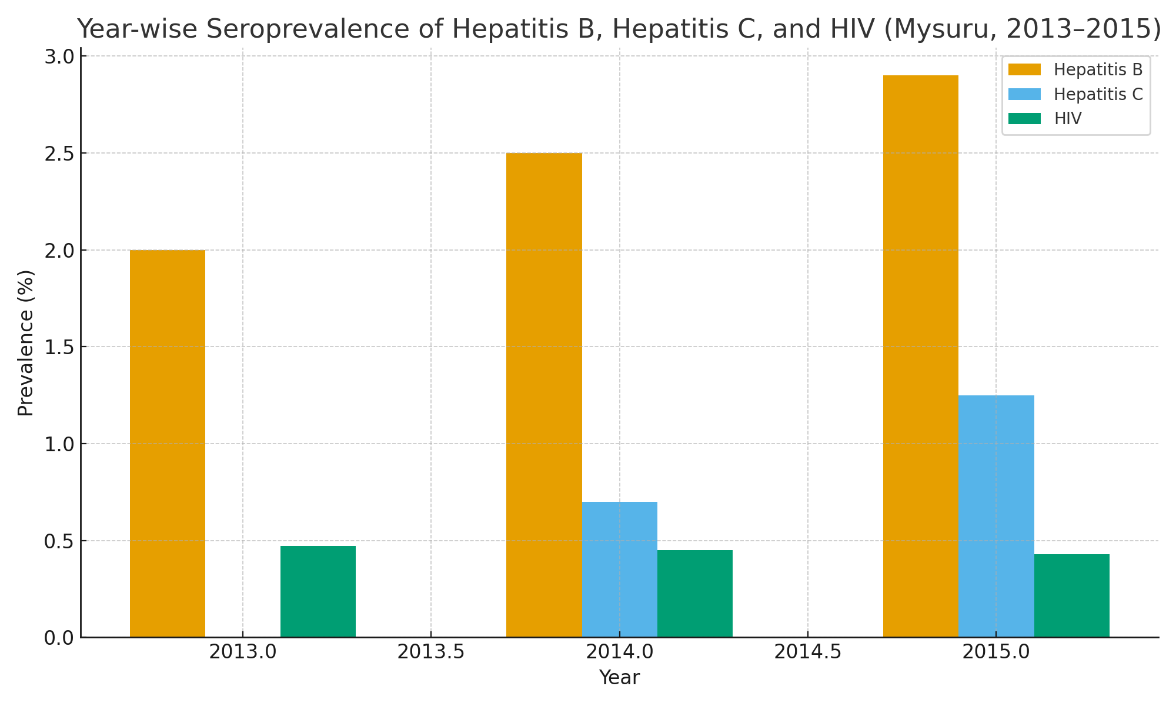 Year-wise Seroprevalence of Hepatitis B, Hepatitis C, and HIV (Mysuru, 2013–2015)
Hepatitis B
Hepatitis C
HIV
Prevalence (%)
3.0
2.5
2.0
1.5
1.0
0.5
0.0
2013.0 2013.5 2014.0 2014.5 2015.0
Year